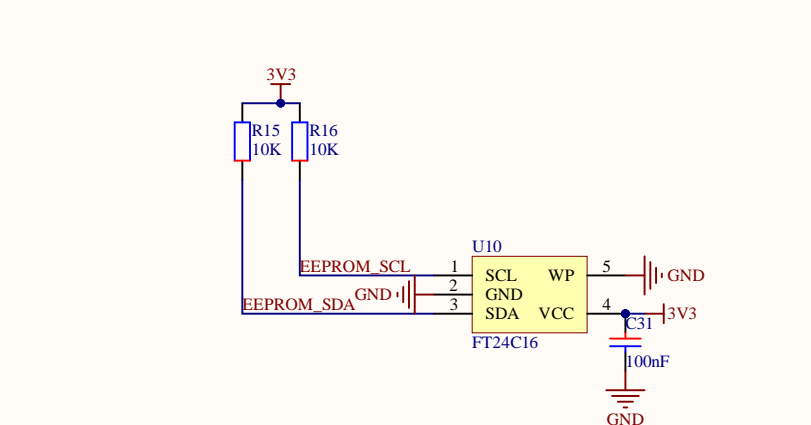 3V3
R15 R16
10K 10K
U10
EEPROM_SCL 1 SCL WP 5 GND
GND 2 GND
EEPROM_SDA 3 SDA VCC 4 3V3
C31
FT24C16
100nF
GND